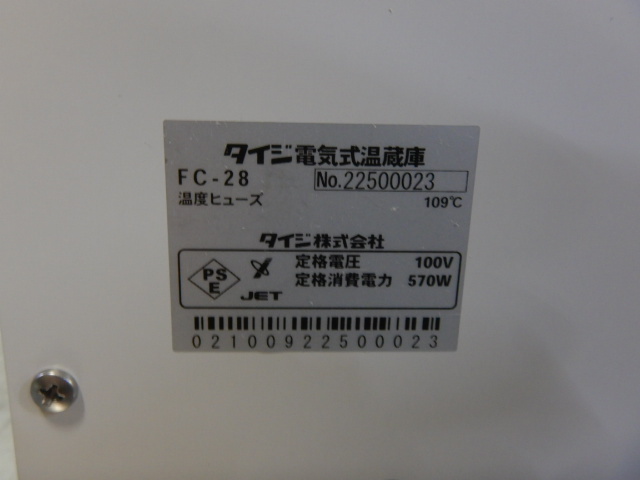 タイジ電気式温蔵庫
FC-28 No.22500023
温度ヒューズ 109℃
タイジ株式会社
PS
E
JET
定格電圧 100V
定格消費電力 570W
0210092250​0023